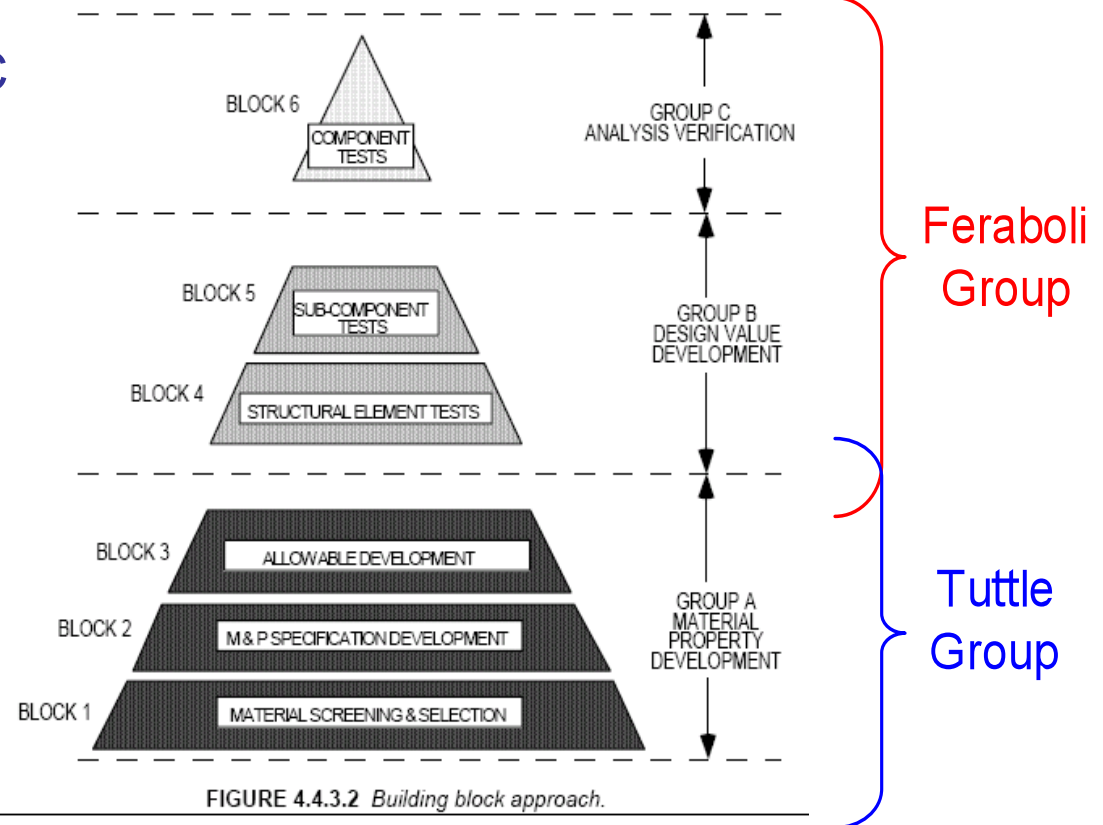 c
BLOCK 6
COMPONENT
TESTS
GROUP C
ANALYSIS VERIFICATION
Feraboli
Group
BLOCK 5
SUB-COMPONENT
TESTS
GROUP B
DESIGN VALUE
DEVELOPMENT
BLOCK 4
STRUCTURAL ELEMENT TESTS
BLOCK 3
ALLOWABLE DEVELOPMENT
BLOCK 2
M & P SPECIFICATION DEVELOPMENT
GROUP A
MATERIAL
PROPERTY
DEVELOPMENT
Tuttle
Group
BLOCK 1
MATERIAL SCREENING & SELECTION
FIGURE 4.4.3.2 Building block approach.